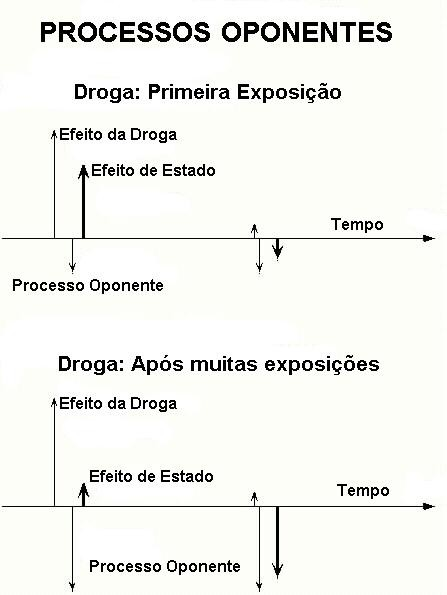 PROCESSOS OPONENTES
Droga: Primeira Exposição
Efeito da Droga
Efeito de Estado
Tempo
Processo Oponente
Droga: Após muitas exposições
Efeito da Droga
Efeito de Estado
Tempo
Processo Oponente